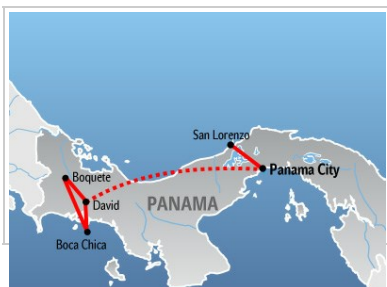 San Lorenzo
Panama City
Boquete
David
PANAMA
Boca Chica